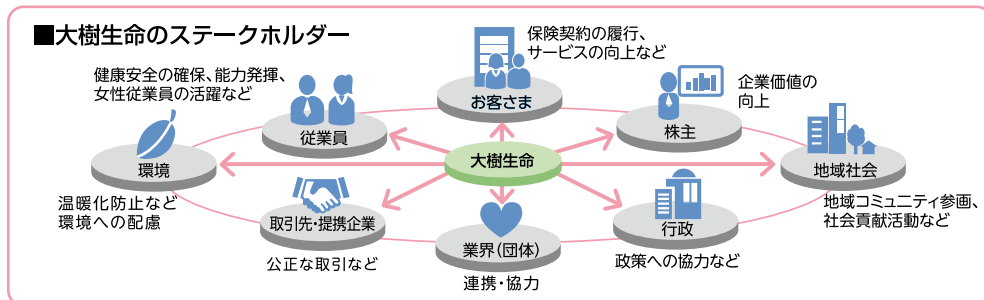 ■大樹生命のステークホルダー
保険契約の履行、
サービスの向上など
お客さま
健康安全の確保、能力発揮、
女性従業員の活躍など
従業員
企業価値の
向上
株主
大樹生命
環境
温暖化防止など
環境への配慮
地域社会
地域コミュニティ参画、
社会貢献活動など
取引先・提携企業
公正な取引など
業界(団体)
連携・協力
行政
政策への協力など